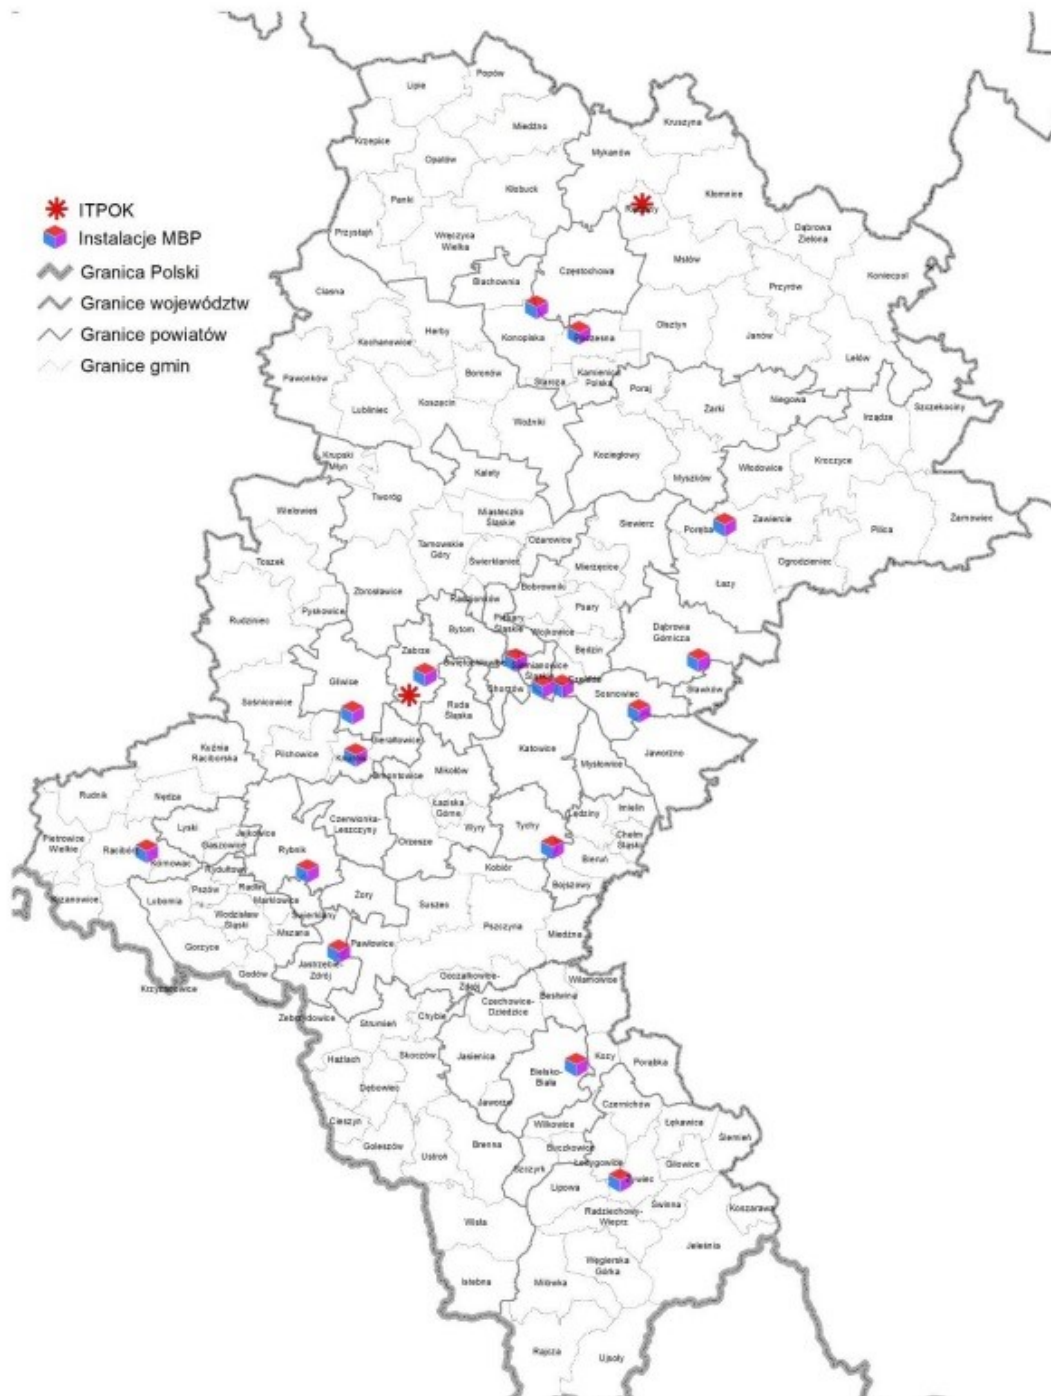 Popów
Lipie
Kruszyna
Miedźno
Krzepice
Mykanów
Opatów
Kłobuck
Kłomnice
Panki
ITPOK
Instalacje MBP
Granica Polski
Granice województw
Granice powiatów
Granice gmin
Przystajń
Wręczyca
Wielka
Dąbrowa
Zielona
Mstów
Częstochowa
Koniecpol
Blachownia
Przyrów
Ciasna
Olsztyn
Herby
Konopiska
Janów
Kochanowice
Lelów
Boronów
Kamienica
Polska
Starcza
Pawonków
Poraj
Niegowa
Koszęcin
Lubliniec
Żarki
Szczekociny
Irządze
Woźniki
Koziegłowy
Krupski
Młyn
Kroczyce
Włodowice
Kalety
Myszków
Tworóg
Wielowieś
Miasteczko
Śląskie
Siewierz
Poręba
Zawiercie
Żarnowiec
Pilica
Tarnowskie
Góry
Ożarowice
Toszek
Świerklaniec
Mierzęcice
Ogrodzieniec
Łazy
Zbrosławice
Bobrowniki
Radzionków
Pyskowice
Psary
Rudziniec
Piekary
Śląskie
Bytom
Wojkowice
Dąbrowa
Górnicza
Zabrze
Będzin
Gliwice
Chorzów
Sosnowiec
Sławków
Sośnicowice
Ruda
Śląska
Gierałtowice
Kuźnia
Raciborska
Pilchowice
Katowice
Jaworzno
Mikołów
Mysłowice
Ornontowice
Rudnik
Nędza
Łaziska
Górne
Imielin
Lędziny
Czerwionka-
Leszczyny
Wyry
Tychy
Lyski
Jejkowice
Chełm
Śląski
Pietrowice
Wielkie
Gaszowice
Rybnik
Orzesze
Racibórz
Bieruń
Kornowac
Rydułtowy
Kobiór
Bojszowy
Radlin
Pszów
Żory
Lubomia
Marklowice
Suszec
Wodzisław
Śląski
Świerklany
Pszczyna
Mszana
Miedźna
Gorzyce
Pawłowice
Jastrzębie-
Zdrój
Godów
Goczałkowice-
Zdrój
Wilamowice
Krzyżanowice
Bestwina
Czechowice-
Dziedzice
Zebrzydowice
Chybie
Strumień
Hażlach
Skoczów
Jasienica
Kozy
Porąbka
Bielsko-
Biała
Dębowiec
Jaworze
Czernichów
Cieszyn
Łękawica
Wilkowice
Ślemień
Goleszów
Brenna
Ustroń
Buczkowice
Łodygowice
Gilowice
Szczyrk
Żywiec
Lipowa
Świnna
Koszarawa
Radziechowy-
Wieprz
Wisła
Jeleśnia
Węgierska
Górka
Istebna
Milówka
Rajcza
Ujsoły